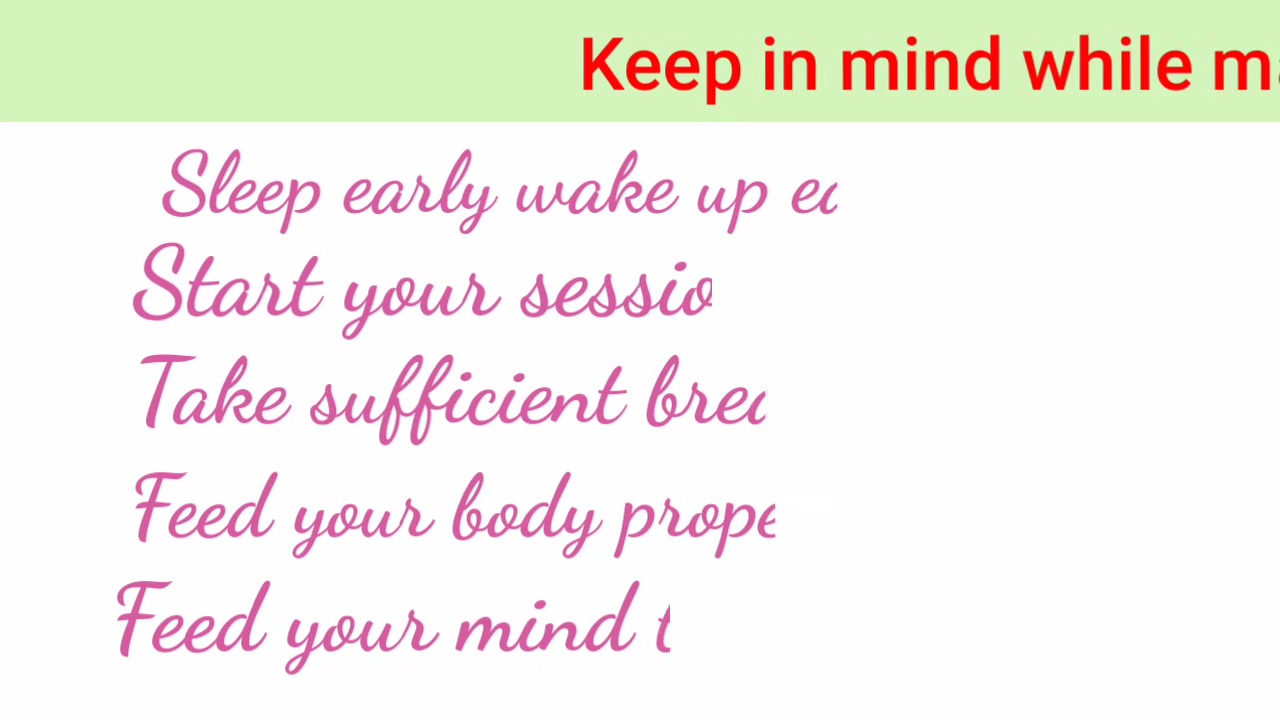 Keep in mind while
Sleep early wake up
Start your
Take sufficient
Feed your body
Feed your mind